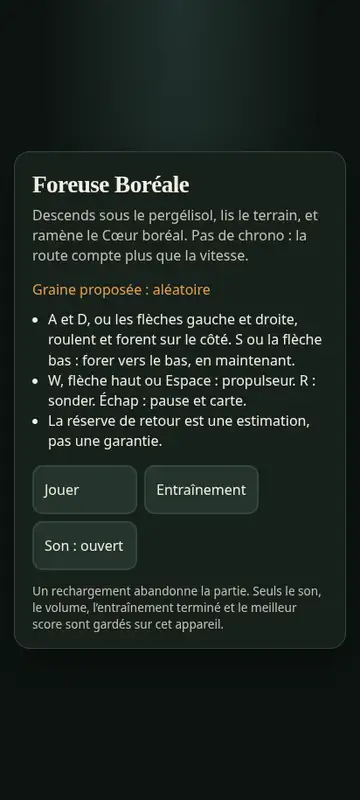 Foreuse Boréale
Descends sous le pergélisol, lis le terrain, et
ramène le Cœur boréal. Pas de chrono : la
route compte plus que la vitesse.
Graine proposée : aléatoire
• A et D, ou les flèches gauche et droite,
roulent et forent sur le côté. S ou la flèche
bas : forer vers le bas, en maintenant.
• W, flèche haut ou Espace : propulseur. R :
sonder. Échap : pause et carte.
• La réserve de retour est une estimation,
pas une garantie.
Jouer
Entraînement
Son : ouvert
Un rechargement abandonne la partie. Seuls le son,
le volume, l’entraînement terminé et le meilleur
score sont gardés sur cet appareil.